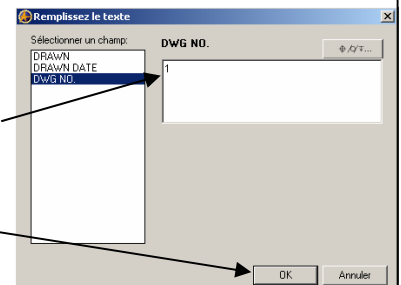 Remplissez le texte
Sélectionner un champ:
DRAWN
DRAWN DATE
DWG NO.
DWG NO.
1
OK
Annuler